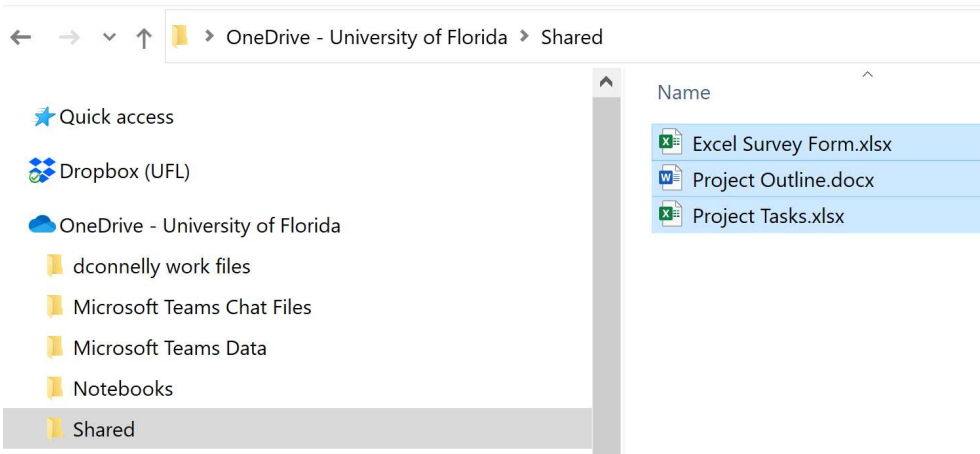 OneDrive - University of Florida > Shared
Quick access
Dropbox (UFL)
OneDrive - University of Florida
dconnelly work files
Microsoft Teams Chat Files
Microsoft Teams Data
Notebooks
Shared
Name
Excel Survey Form.xlsx
Project Outline.docx
Project Tasks.xlsx